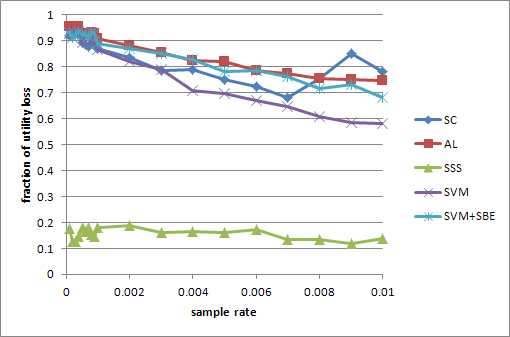 1
0.9
0.8
0.7
0.6
0.5
0.4
0.3
0.2
0.1
0
fraction of utility loss
0 0.002 0.004 0.006 0.008 0.01
sample rate
SC
AL
SSS
SVM
SVM+SBE